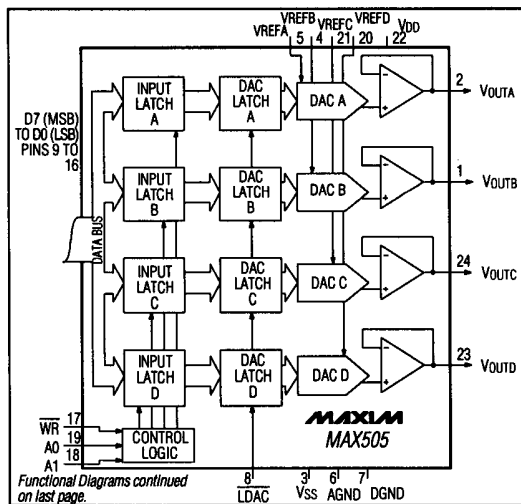 VREFB VREFD
VREFA VREFC VDD
5 4 21 20 22
INPUT LATCH A
DAC LATCH A
DAC A
2 VOUTA
D7 (MSB)
TO D0 (LSB)
PINS 9 TO
16
INPUT LATCH B
DAC LATCH B
DAC B
1 VOUTB
DATA BUS
INPUT LATCH C
DAC LATCH C
DAC C
24 VOUTC
INPUT LATCH D
DAC LATCH D
DAC D
23 VOUTD
MAXIM
MAX505
WR 17
A0 19
A1 18
CONTROL LOGIC
8 3 6 7
LDAC VSS AGND DGND
Functional Diagrams continued
on last page.